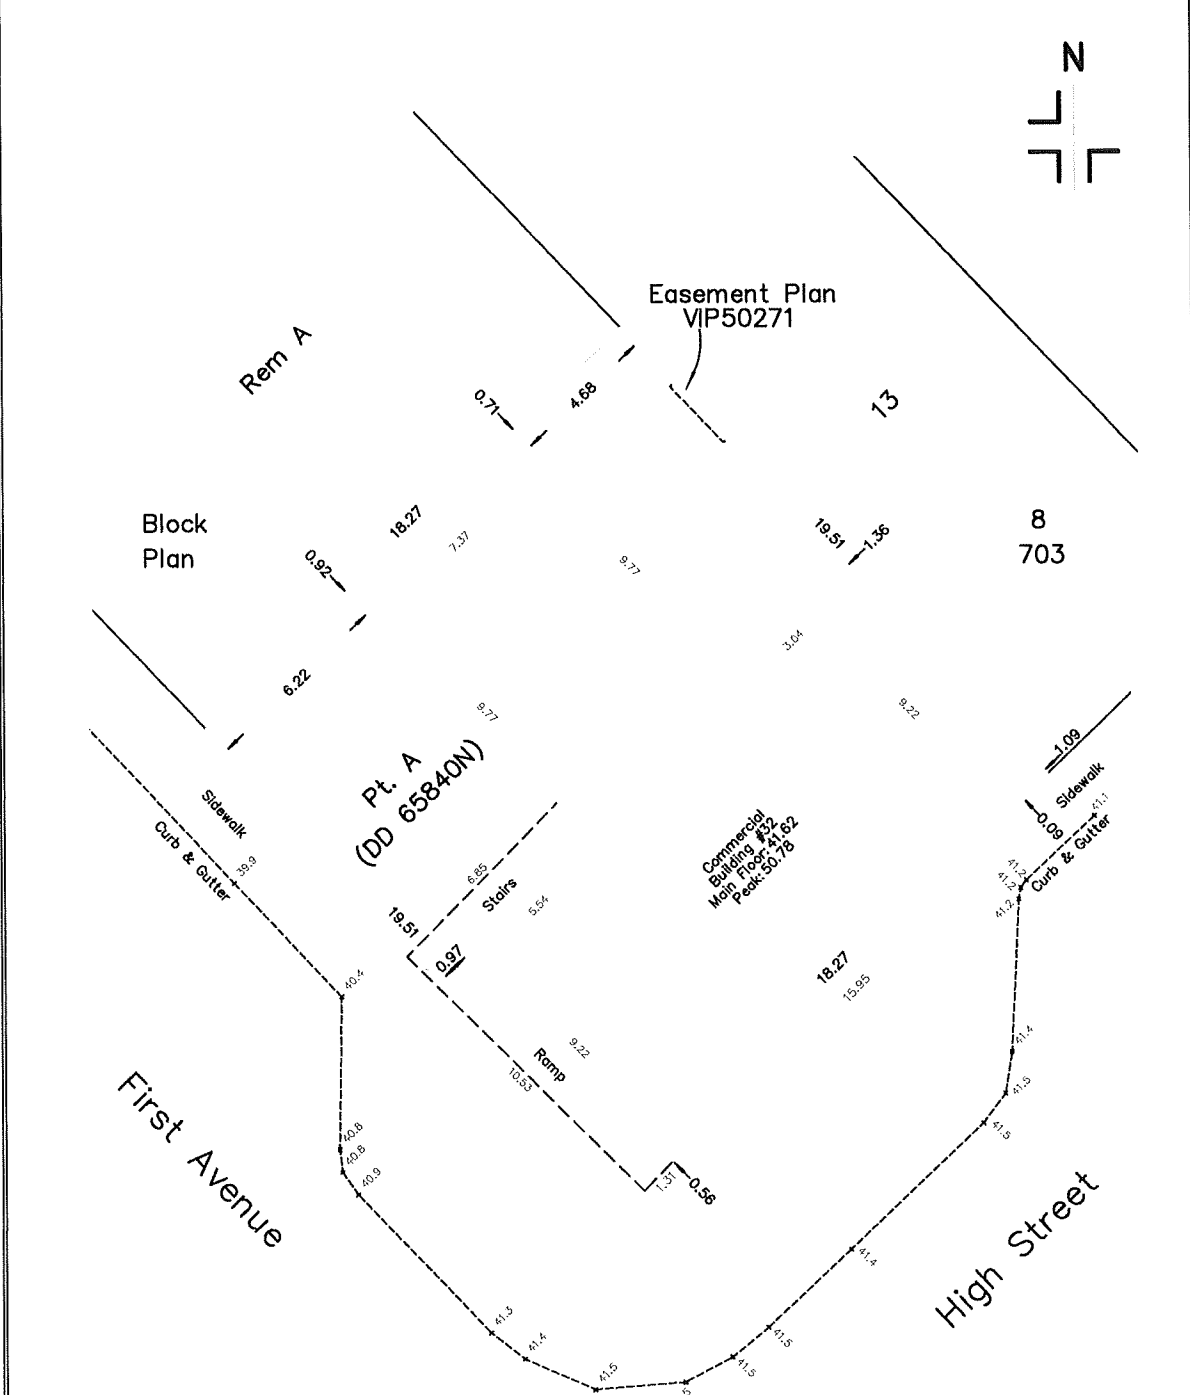 N
Easement Plan
VIP50271
Rem A
0.71
4.68
13
Block
Plan
18.27
7.37
0.92
19.51
1.36
8
703
9.77
3.04
6.22
9.77
9.22
Pt. A
(DD 65840N)
1.09
Sidewalk
41.1
0.09
Curb & Gutter
41.2
41.2
41.2
Sidewalk
Curb & Gutter
39.9
Commercial
Building #32
Main Floor: 41.62
Peak: 50.78
6.85
Stairs
5.54
19.51
0.97
18.27
15.95
40.4
9.22
Ramp
10.53
41.4
41.5
41.5
First Avenue
40.8
40.8
40.9
1.31
0.56
High Street
41.4
41.3
41.4
41.5
41.5
41.5
5